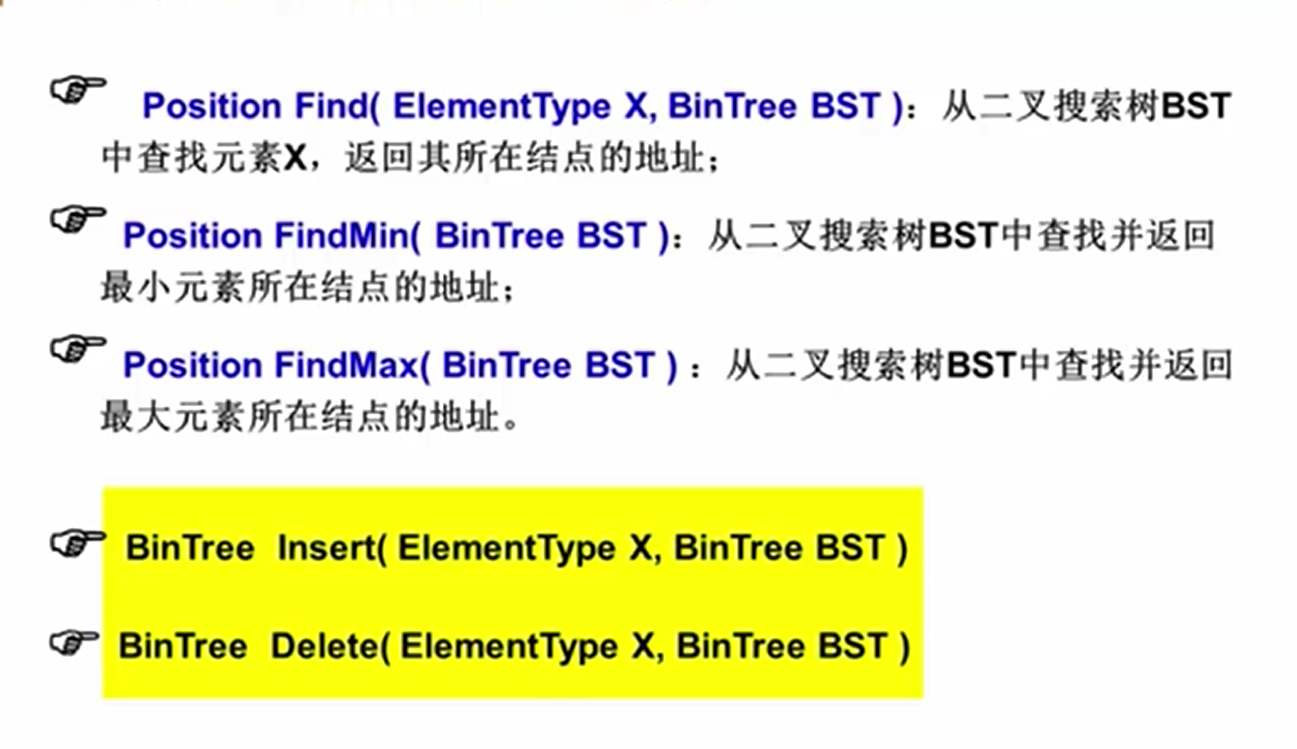 Position Find( ElementType X, BinTree BST )：从二叉搜索树BST
中查找元素X，返回其所在结点的地址；
Position FindMin( BinTree BST )：从二叉搜索树BST中查找并返回
最小元素所在结点的地址；
Position FindMax( BinTree BST ) ：从二叉搜索树BST中查找并返回
最大元素所在结点的地址。
BinTree Insert( ElementType X, BinTree BST )
BinTree Delete( ElementType X, BinTree BST )